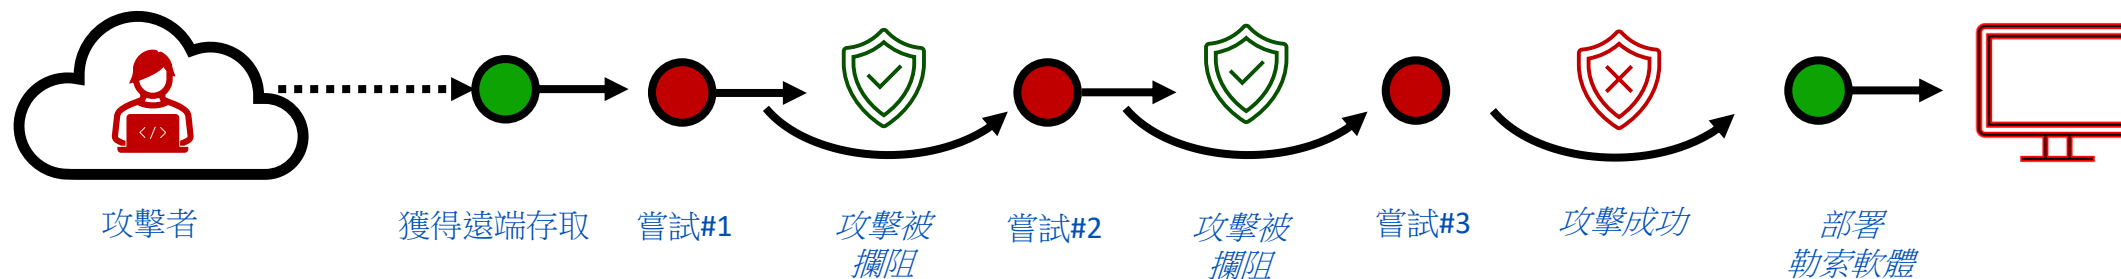 </>
攻擊者
獲得遠端存取
嘗試#1
攻擊被
攔阻
嘗試#2
攻擊被
攔阻
嘗試#3
攻擊成功
部署
勒索軟體